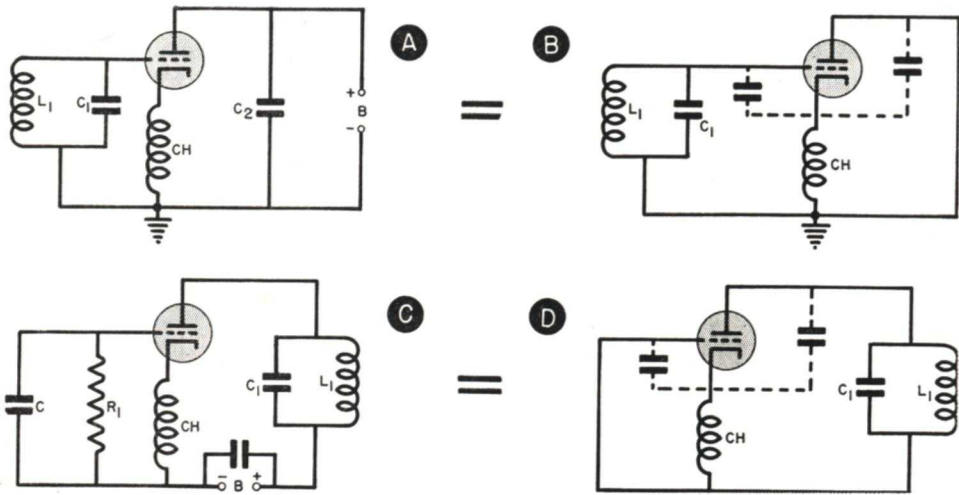 A
B
L1
C1
CH
C2
+
B
−
=
L1
C1
CH
C
D
C
R1
CH
− B +
C1
L1
=
CH
C1
L1